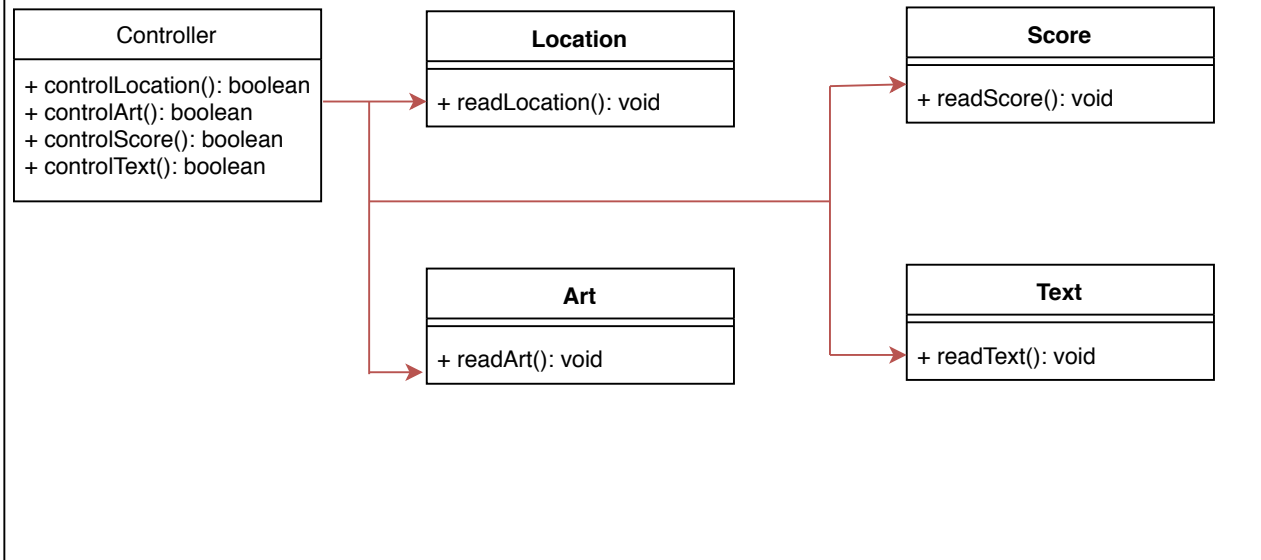 Controller
+ controlLocation(): boolean
+ controlArt(): boolean
+ controlScore(): boolean
+ controlText(): boolean
Location
+ readLocation(): void
Score
+ readScore(): void
Art
+ readArt(): void
Text
+ readText(): void